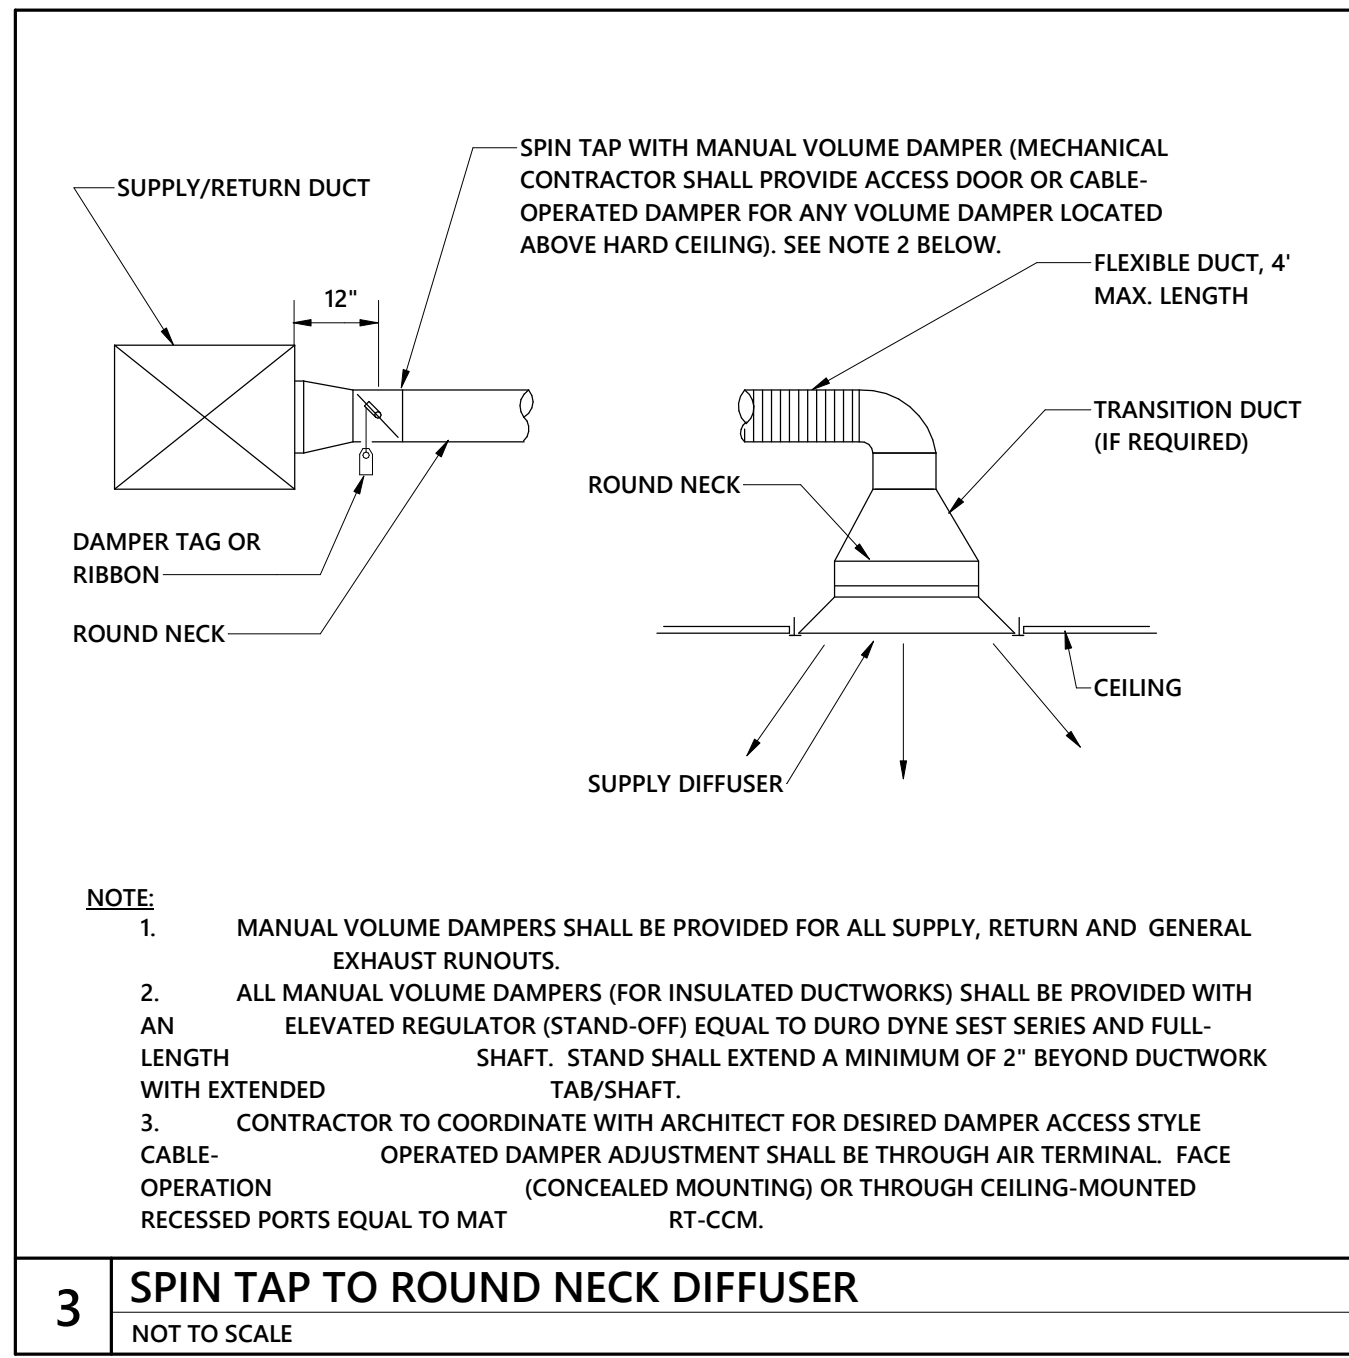 SPIN TAP WITH MANUAL VOLUME DAMPER (MECHANICAL
CONTRACTOR SHALL PROVIDE ACCESS DOOR OR CABLE-
OPERATED DAMPER FOR ANY VOLUME DAMPER LOCATED
ABOVE HARD CEILING). SEE NOTE 2 BELOW.
SUPPLY/RETURN DUCT
FLEXIBLE DUCT, 4'
MAX. LENGTH
12"
TRANSITION DUCT
(IF REQUIRED)
ROUND NECK
DAMPER TAG OR
RIBBON
ROUND NECK
CEILING
SUPPLY DIFFUSER
NOTE:
1. MANUAL VOLUME DAMPERS SHALL BE PROVIDED FOR ALL SUPPLY, RETURN AND GENERAL
EXHAUST RUNOUTS.
2. ALL MANUAL VOLUME DAMPERS (FOR INSULATED DUCTWORKS) SHALL BE PROVIDED WITH
AN ELEVATED REGULATOR (STAND-OFF) EQUAL TO DURO DYNE SEST SERIES AND FULL-
LENGTH SHAFT. STAND SHALL EXTEND A MINIMUM OF 2" BEYOND DUCTWORK
WITH EXTENDED TAB/SHAFT.
3. CONTRACTOR TO COORDINATE WITH ARCHITECT FOR DESIRED DAMPER ACCESS STYLE
CABLE- OPERATED DAMPER ADJUSTMENT SHALL BE THROUGH AIR TERMINAL. FACE
OPERATION (CONCEALED MOUNTING) OR THROUGH CEILING-MOUNTED
RECESSED PORTS EQUAL TO MAT RT-CCM.
3 SPIN TAP TO ROUND NECK DIFFUSER
NOT TO SCALE